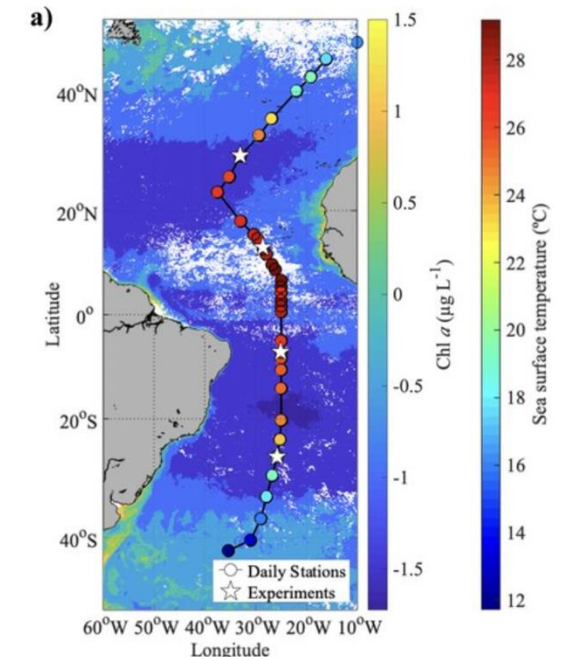 a)
40°N
20°N
0°
20°S
40°S
Latitude
60°W 50°W 40°W 30°W 20°W 10°W
Longitude
Daily Stations
Experiments
1.5
1
0.5
0
-0.5
-1
-1.5
Chl a (µg L-1)
28
26
24
22
20
18
16
14
12
Sea surface temperature (ºC)